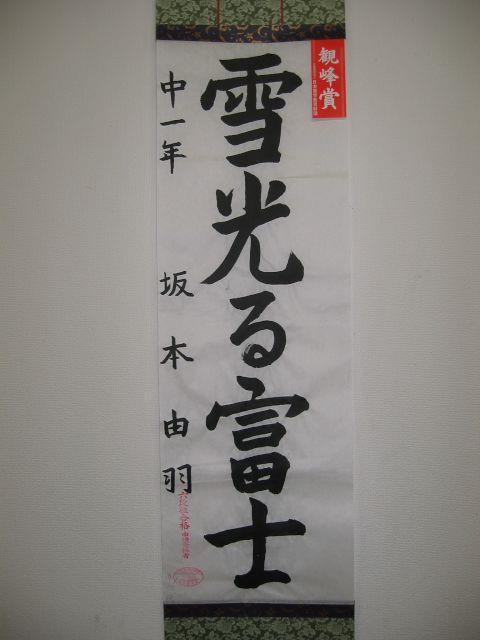 観峰賞
雪光る富士
中一年 坂本由羽